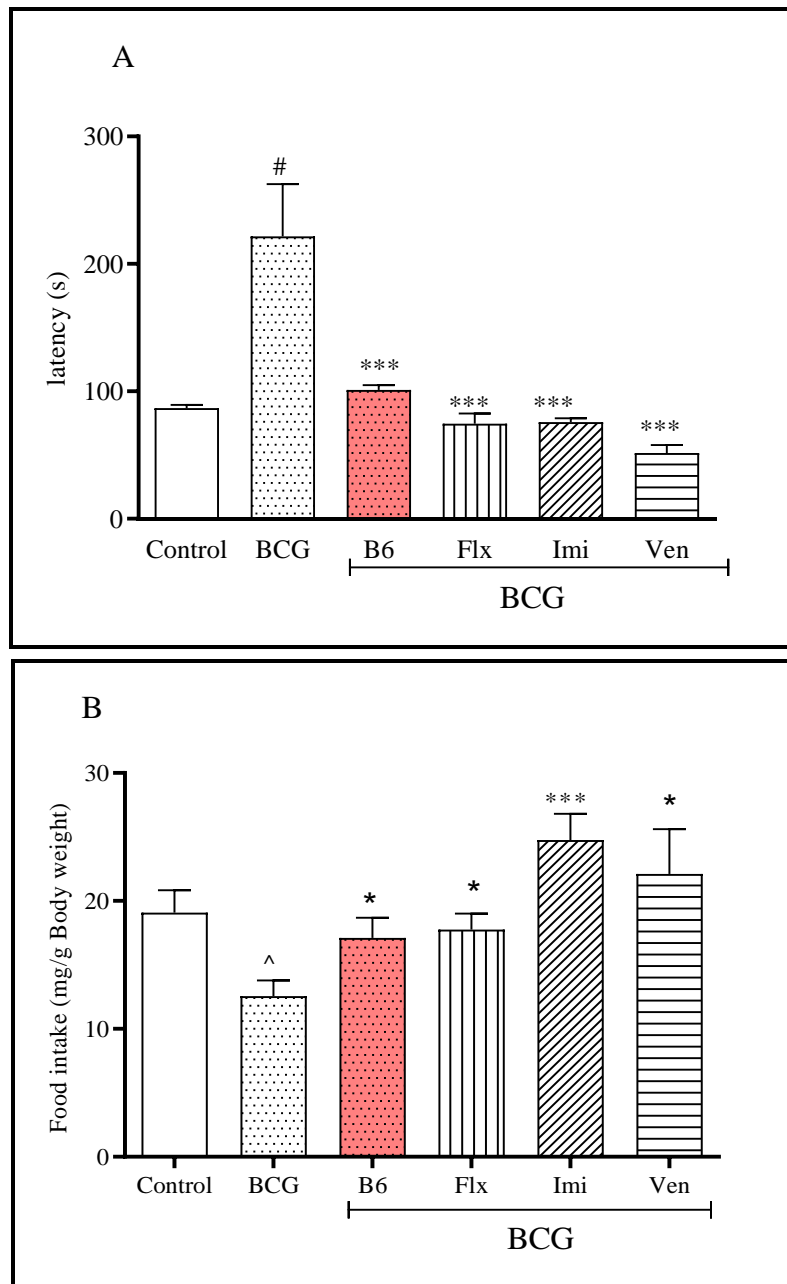 A
latency (s)
300
200
100
0
#
***
***
***
***
Control BCG B6 Flx Imi Ven
BCG
B
Food intake (mg/g Body weight)
30
20
10
0
^
*
*
***
*
Control BCG B6 Flx Imi Ven
BCG